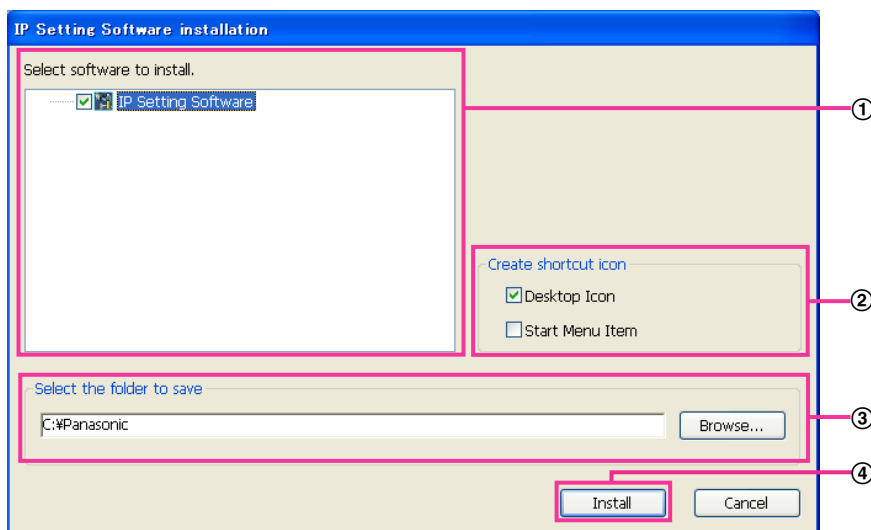 IP Setting Software installation
Select software to install.
IP Setting Software
①
Create shortcut icon
Desktop Icon
Start Menu Item
②
Select the folder to save
C:¥Panasonic
Browse...
③
④
Install
Cancel